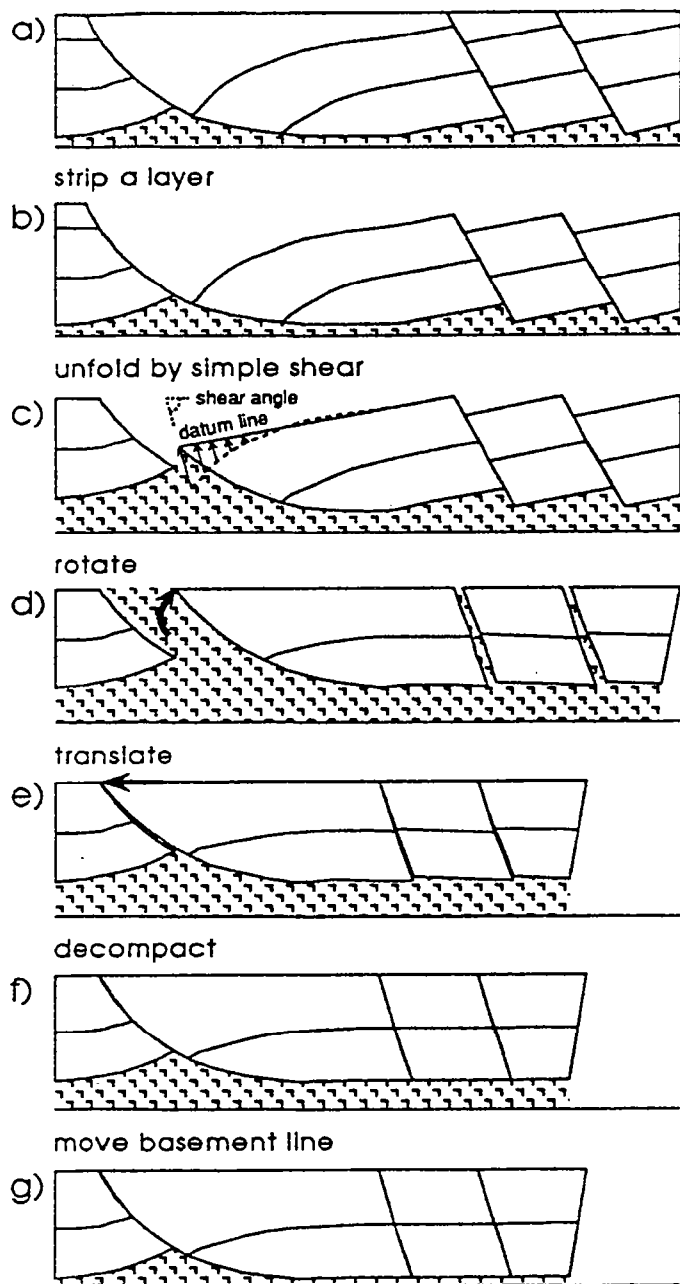 a)
strip a layer
b)
unfold by simple shear
c)
shear angle
datum line
rotate
d)
translate
e)
decompact
f)
move basement line
g)